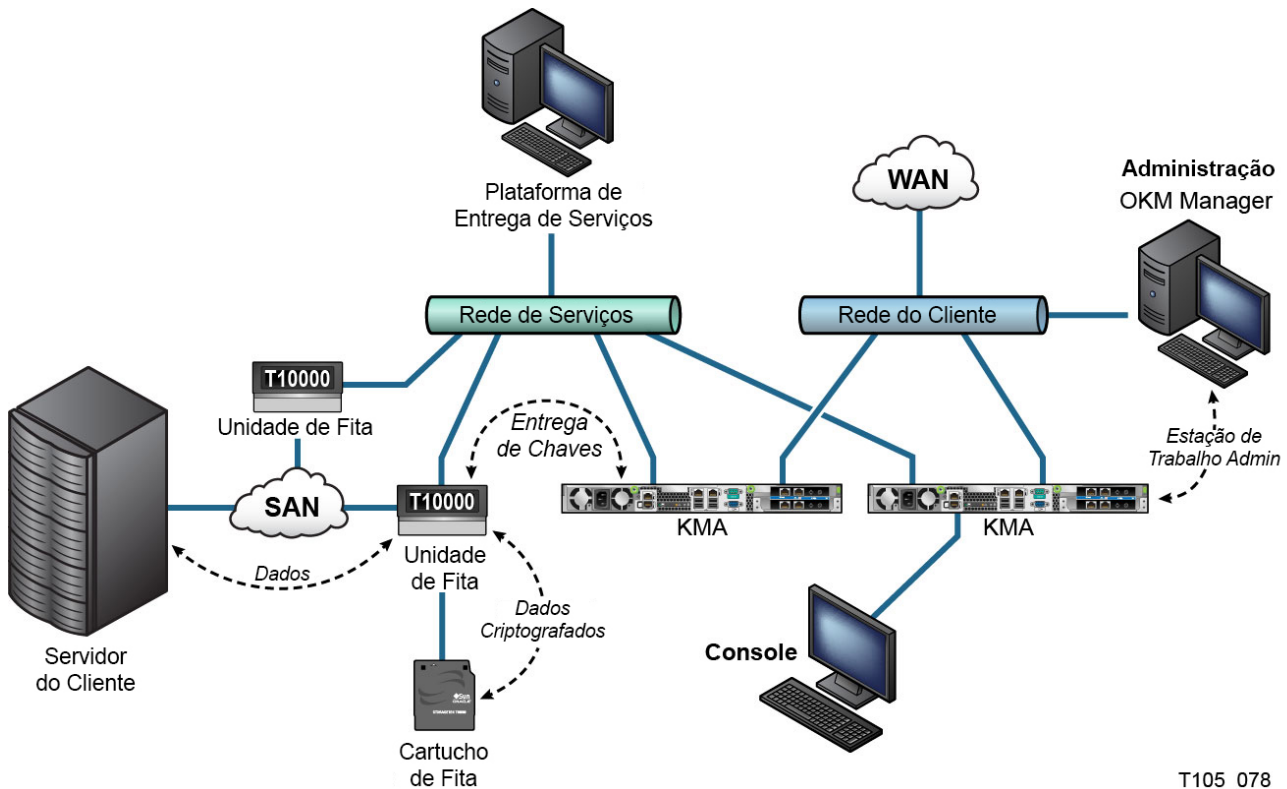 Plataforma de
Entrega de Serviços
WAN
Administração
OKM Manager
Rede de Serviços
Rede do Cliente
T10000
Unidade de Fita
Entrega
de Chaves
Estação de
Trabalho Admin
SAN
T10000
KMA
KMA
Dados
Unidade
de Fita
Dados
Criptografados
Servidor
do Cliente
Console
Cartucho
de Fita
T105_078